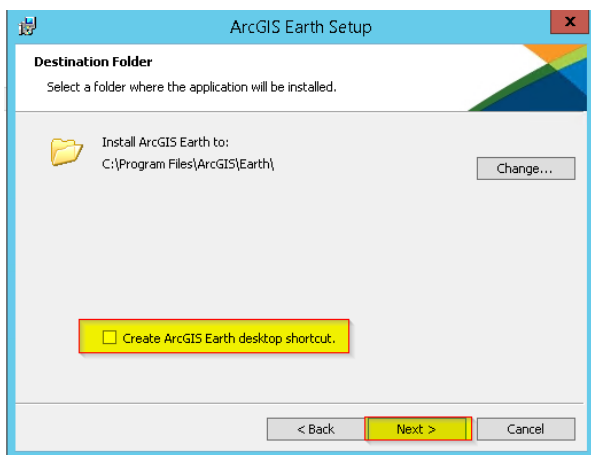 ArcGIS Earth Setup
x
Destination Folder
Select a folder where the application will be installed.
Install ArcGIS Earth to:
C:\Program Files\ArcGIS\Earth\
Change...
Create ArcGIS Earth desktop shortcut.
< Back Next > Cancel